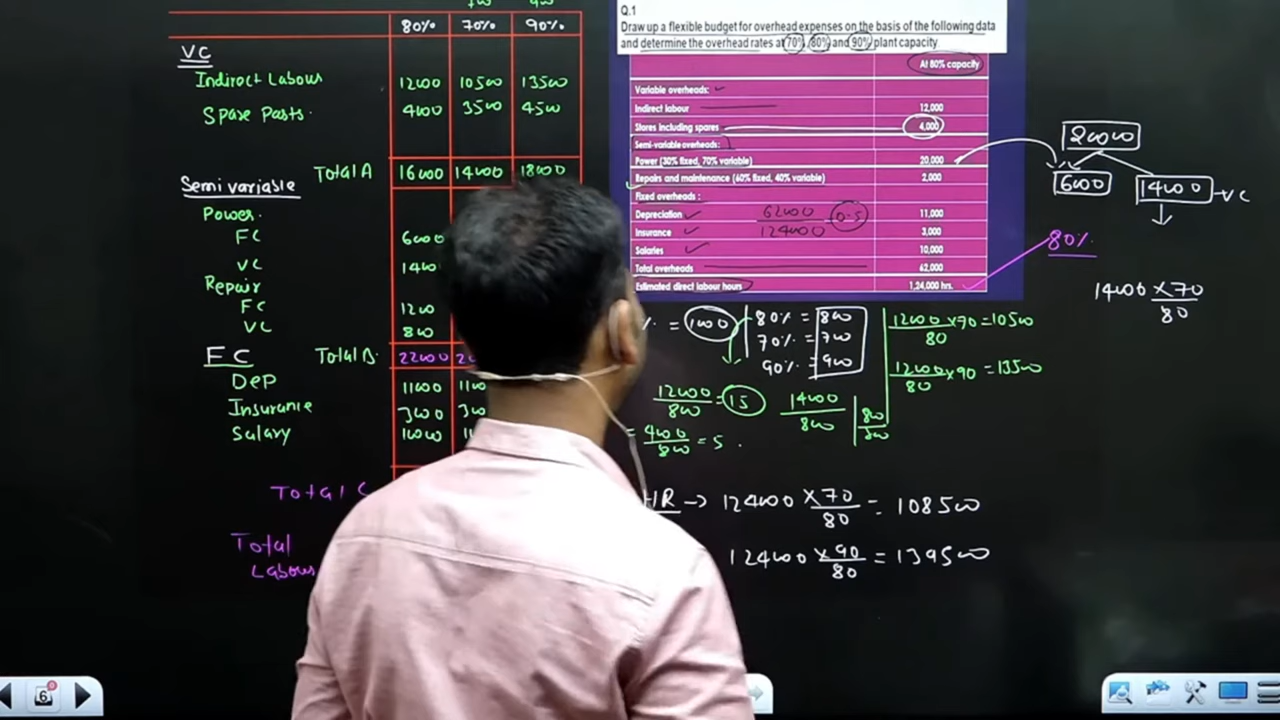 80% 70% 90%
VC
Indirect Labour 12000 10500 13500
Spare Parts. 4000 3500 4500
Total A 16000 14000 18000
Semi variable
Power.
FC 6000
VC 1400
Repair
FC 1200
VC 800
FC Total B. 22000
DEP 11000
Insurance 3000
Salary 10000
Total C
Total
Labour
Q.1
Draw up a flexible budget for overhead expenses on the basis of the following data
and determine the overhead rates at 70%, 80% and 90% plant capacity
At 80% capacity
Variable overheads:
Indirect labour 12,000
Stores including spares 4,000
Semi-variable overheads:
Power (30% fixed, 70% variable) 20,000
Repairs and maintenance (60% fixed, 40% variable) 2,000
Fixed overheads :
Depreciation 11,000
Insurance 3,000
Salaries 10,000
Total overheads 62,000
Estimated direct labour hours 1,24,000 hrs.
62000
124000
0.5
20000
6000 14000 -VC
80%
14000 × 70
80
% = 1000
80% = 800
70% = 700
90% = 900
12000
80
×70 = 10500
12000
80
×90 = 13500
12000
800
= 15
14000
800
80
800
= 4000
800
= 5
HR → 124000 × 70
80
= 108500
124000 × 90
80
= 139500
6